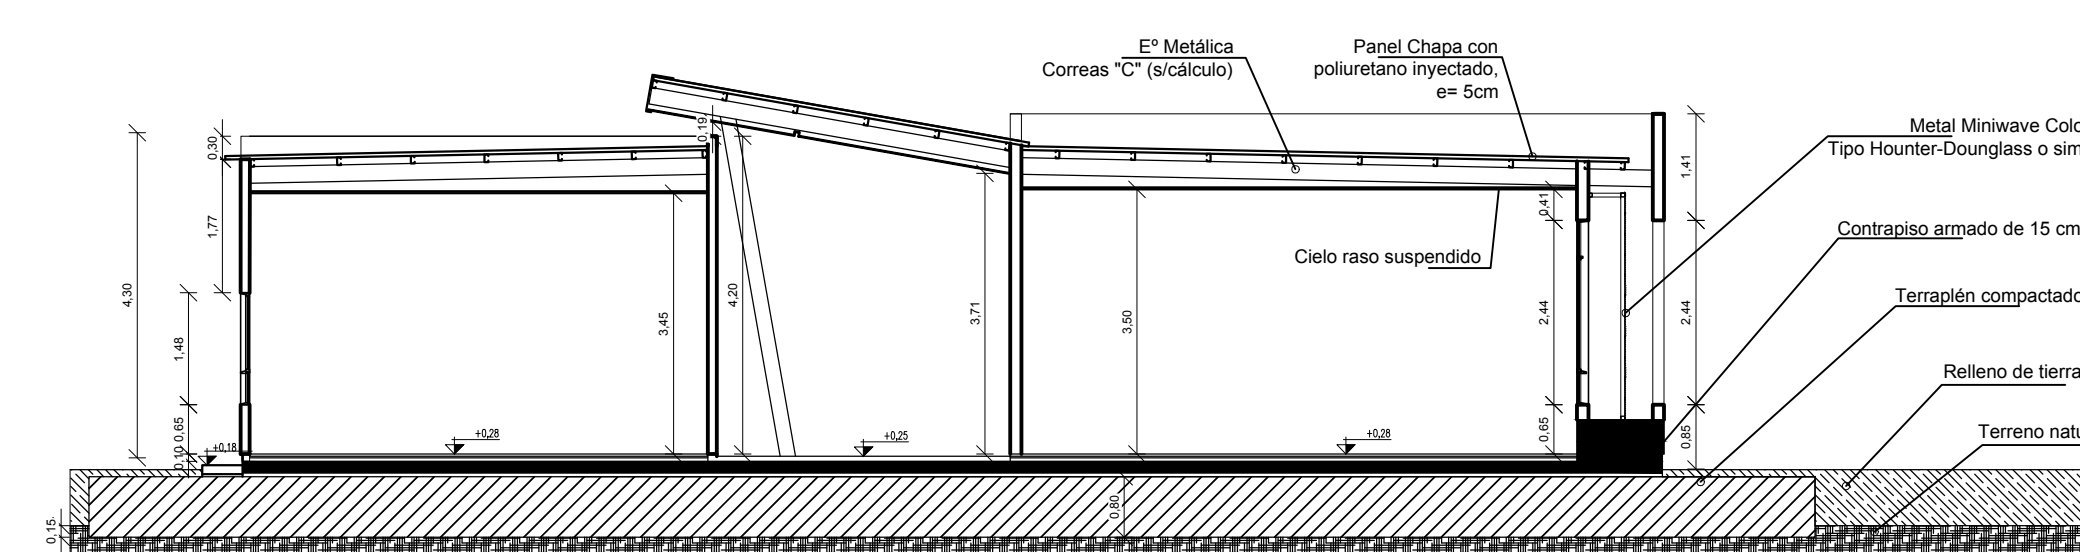 Eº Metálica
Correas "C" (s/cálculo)
Panel Chapa con
poliuretano inyectado,
e= 5cm
Metal Miniwave Colo
Tipo Hounter-Dounglass o sim
Contrapiso armado de 15 cm
Cielo raso suspendido
Terraplén compactado
Relleno de tierra
Terreno natu
4,30
0,30
1,77
1,48
0,65
0,10
+0,18
+0,28
3,45
0,19
4,20
+0,25
3,71
3,50
+0,28
0,41
2,44
0,65
1,41
2,44
0,85
0,80
0,15